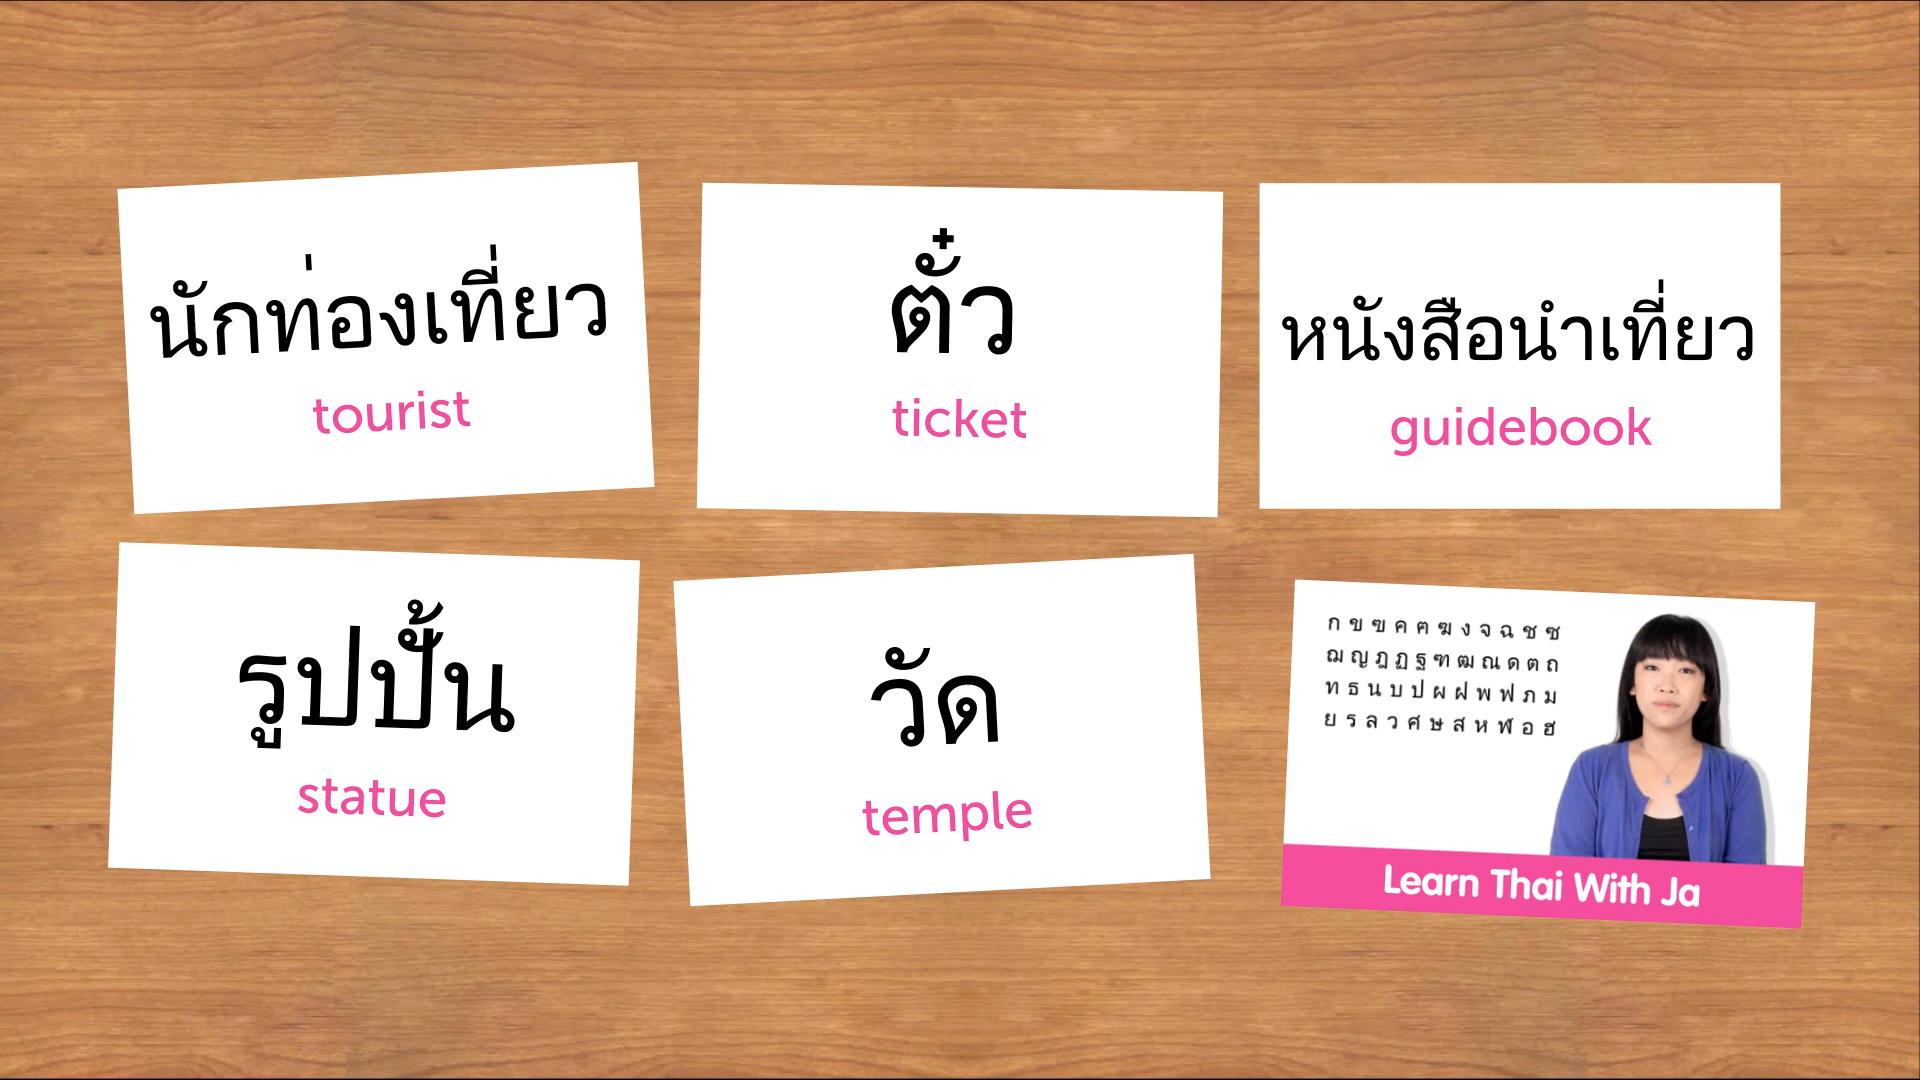 นักท่องเที่ยว
tourist
ตั๋ว
ticket
หนังสือนำเที่ยว
guidebook
รูปปั้น
statue
วัด
temple
ก ข ฃ ค ฅ ฆ ง จ ฉ ช ซ
ฌ ญ ฎ ฏ ฐ ฑ ฒ ณ ด ต ถ
ท ธ น บ ป ผ ฝ พ ฟ ภ ม
ย ร ล ว ศ ษ ส ห ฬ อ ฮ
Learn Thai With Ja